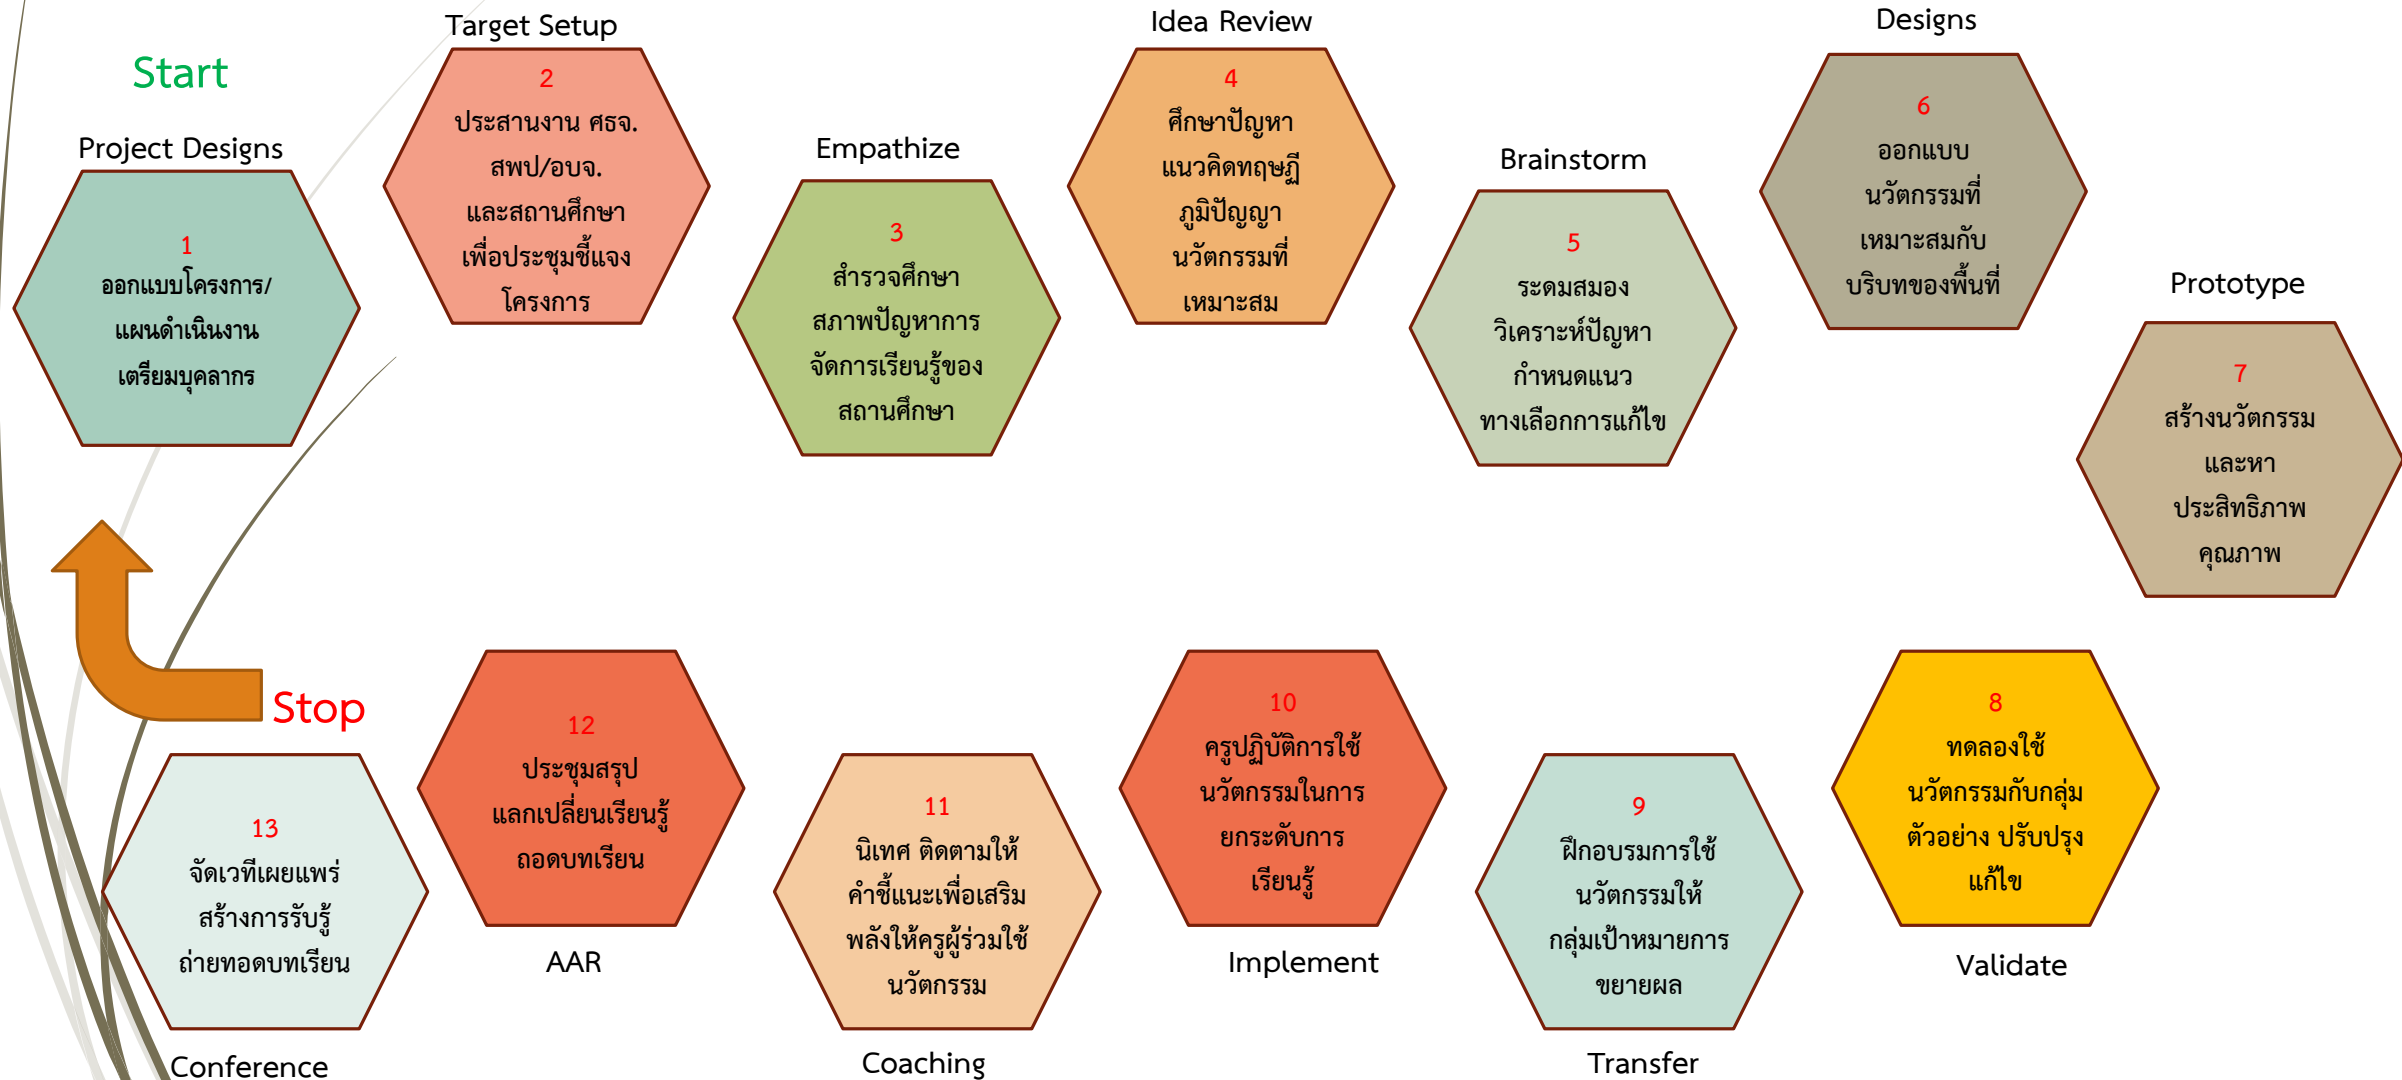 Start
Project Designs
1
ออกแบบโครงการ/
แผนดำเนินงาน
เตรียมบุคลากร
Target Setup
2
ประสานงาน ศธจ.
สพป/อบจ.
และสถานศึกษา
เพื่อประชุมชี้แจง
โครงการ
Empathize
3
สำรวจศึกษา
สภาพปัญหาการ
จัดการเรียนรู้ของ
สถานศึกษา
Idea Review
4
ศึกษาปัญหา
แนวคิดทฤษฏี
ภูมิปัญญา
นวัตกรรมที่
เหมาะสม
Brainstorm
5
ระดมสมอง
วิเคราะห์ปัญหา
กำหนดแนว
ทางเลือกการแก้ไข
Designs
6
ออกแบบ
นวัตกรรมที่
เหมาะสมกับ
บริบทของพื้นที่
Prototype
7
สร้างนวัตกรรม
และหา
ประสิทธิภาพ
คุณภาพ
8
ทดลองใช้
นวัตกรรมกับกลุ่ม
ตัวอย่าง ปรับปรุง
แก้ไข
Validate
9
ฝึกอบรมการใช้
นวัตกรรมให้
กลุ่มเป้าหมายการ
ขยายผล
Transfer
10
ครูปฏิบัติการใช้
นวัตกรรมในการ
ยกระดับการ
เรียนรู้
Implement
11
นิเทศ ติดตามให้
คำชี้แนะเพื่อเสริม
พลังให้ครูผู้ร่วมใช้
นวัตกรรม
Coaching
12
ประชุมสรุป
แลกเปลี่ยนเรียนรู้
ถอดบทเรียน
AAR
Stop
13
จัดเวทีเผยแพร่
สร้างการรับรู้
ถ่ายทอดบทเรียน
Conference